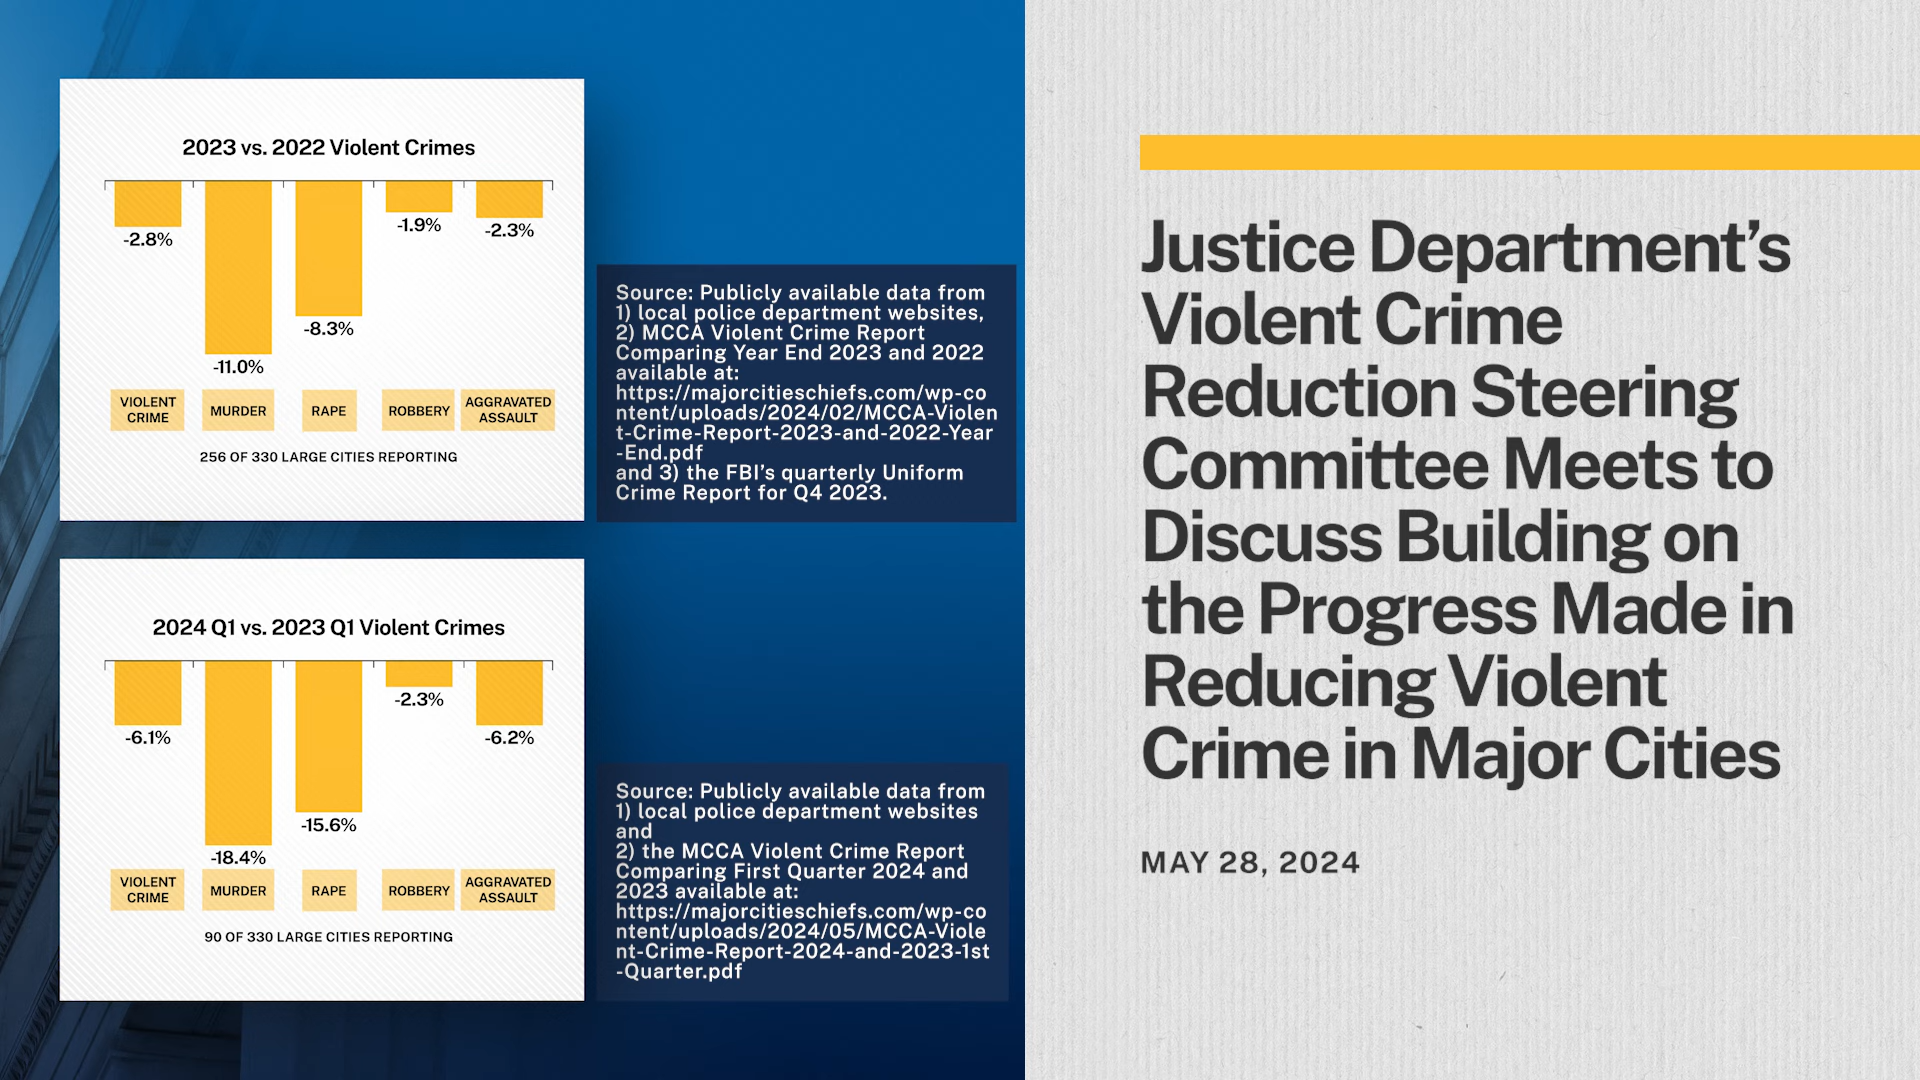 2023 vs. 2022 Violent Crimes
-2.8%
-11.0%
-8.3%
-1.9%
-2.3%
VIOLENT
CRIME
MURDER
RAPE
ROBBERY
AGGRAVATED
ASSAULT
256 OF 330 LARGE CITIES REPORTING
Source: Publicly available data from
1) local police department websites,
2) MCCA Violent Crime Report
Comparing Year End 2023 and 2022
available at:
https://majorcitieschiefs.com/wp-co
ntent/uploads/2024/02/MCCA-Violen
t-Crime-Report-2023-and-2022-Year
-End.pdf
and 3) the FBI's quarterly Uniform
Crime Report for Q4 2023.
2024 Q1 vs. 2023 Q1 Violent Crimes
-6.1%
-18.4%
-15.6%
-2.3%
-6.2%
VIOLENT
CRIME
MURDER
RAPE
ROBBERY
AGGRAVATED
ASSAULT
90 OF 330 LARGE CITIES REPORTING
Source: Publicly available data from
1) local police department websites
and
2) the MCCA Violent Crime Report
Comparing First Quarter 2024 and
2023 available at:
https://majorcitieschiefs.com/wp-co
ntent/uploads/2024/05/MCCA-Viole
nt-Crime-Report-2024-and-2023-1st
-Quarter.pdf
Justice Department's
Violent Crime
Reduction Steering
Committee Meets to
Discuss Building on
the Progress Made in
Reducing Violent
Crime in Major Cities
MAY 28, 2024